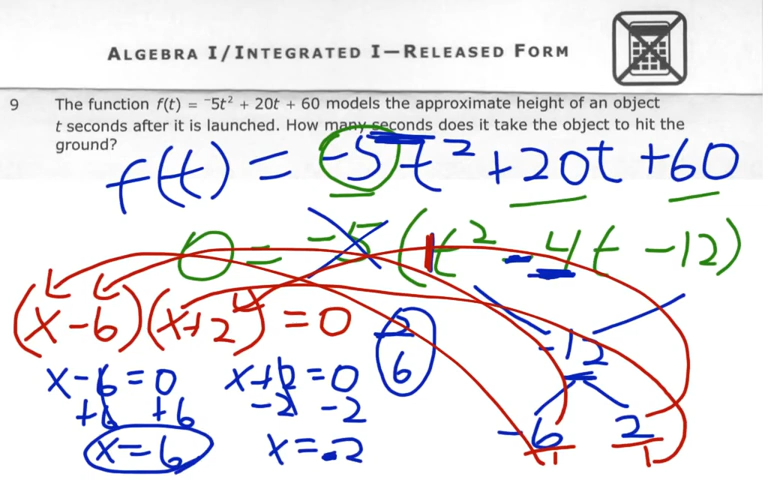 ALGEBRA I/INTEGRATED I—RELEASED FORM
9 The function f(t) = ⁻5t² + 20t + 60 models the approximate height of an object
t seconds after it is launched. How many seconds does it take the object to hit the
ground?
f(t) = -5t² + 20t + 60
0 = -5(1t² - 4t - 12)
(x-6)(x+2) = 0
-2
6
-12
x-6=0
+6 +6
x=6
x+2=0
-2 -2
x=-2
-6 2
1 1